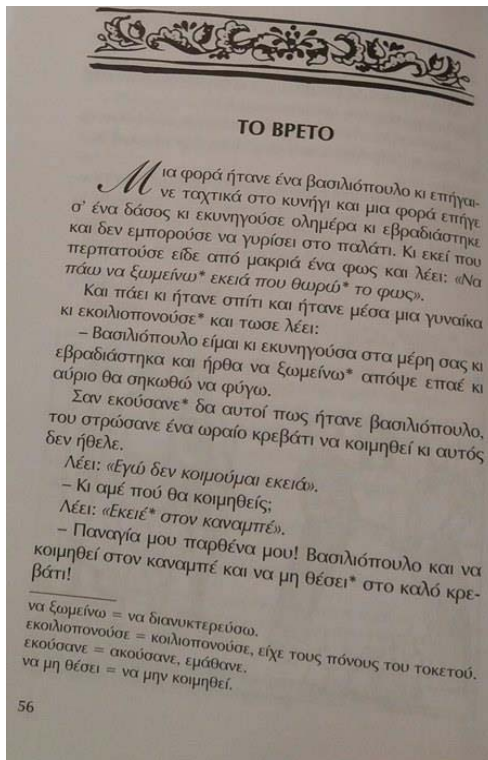 ΤΟ ΒΡΕΤΟ
Μια φορά ήτανε ένα βασιλιόπουλο κι επήγαι-
νε ταχτικά στο κυνήγι και μια φορά επήγε
σ' ένα δάσος κι εκυνηγούσε ολημέρα κι εβραδιάστηκε
και δεν εμπορούσε να γυρίσει στο παλάτι. Κι εκεί που
περπατούσε είδε από μακριά ένα φως και λέει: «Να
πάω να ξωμείνω* εκειά που θωρώ* το φως».
Και πάει κι ήτανε σπίτι και ήτανε μέσα μια γυναίκα
κι εκοιλιοπονούσε* και τωσε λέει:
– Βασιλιόπουλο είμαι κι εκυνηγούσα στα μέρη σας κι
εβραδιάστηκα και ήρθα να ξωμείνω* απόψε επαέ κι
αύριο θα σηκωθώ να φύγω.
Σαν εκούσανε* δα αυτοί πως ήτανε βασιλιόπουλο,
του στρώσανε ένα ωραίο κρεβάτι να κοιμηθεί κι αυτός
δεν ήθελε.
Λέει: «Εγώ δεν κοιμούμαι εκειά».
– Κι αμέ πού θα κοιμηθείς;
Λέει: «Εκειέ* στον καναμπέ».
– Παναγία μου παρθένα μου! Βασιλιόπουλο και να
κοιμηθεί στον καναμπέ και να μη θέσει* στο καλό κρε-
βάτι!
να ξωμείνω = να διανυκτερεύσω.
εκοιλιοπονούσε = κοιλιοπονούσε, είχε τους πόνους του τοκετού.
εκούσανε = ακούσανε, εμάθανε.
να μη θέσει = να μην κοιμηθεί.
56